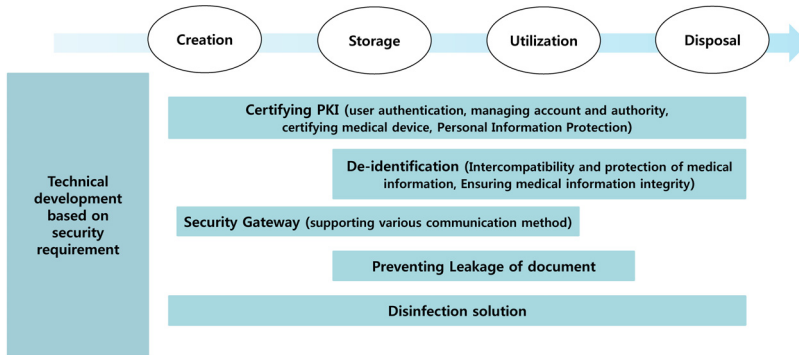 Creation
Storage
Utilization
Disposal
Technical
development
based on
security
requirement
Certifying PKI (user authentication, managing account and authority,
certifying medical device, Personal Information Protection)
De-identification (Intercompatibility and protection of medical
information, Ensuring medical information integrity)
Security Gateway (supporting various communication method)
Preventing Leakage of document
Disinfection solution